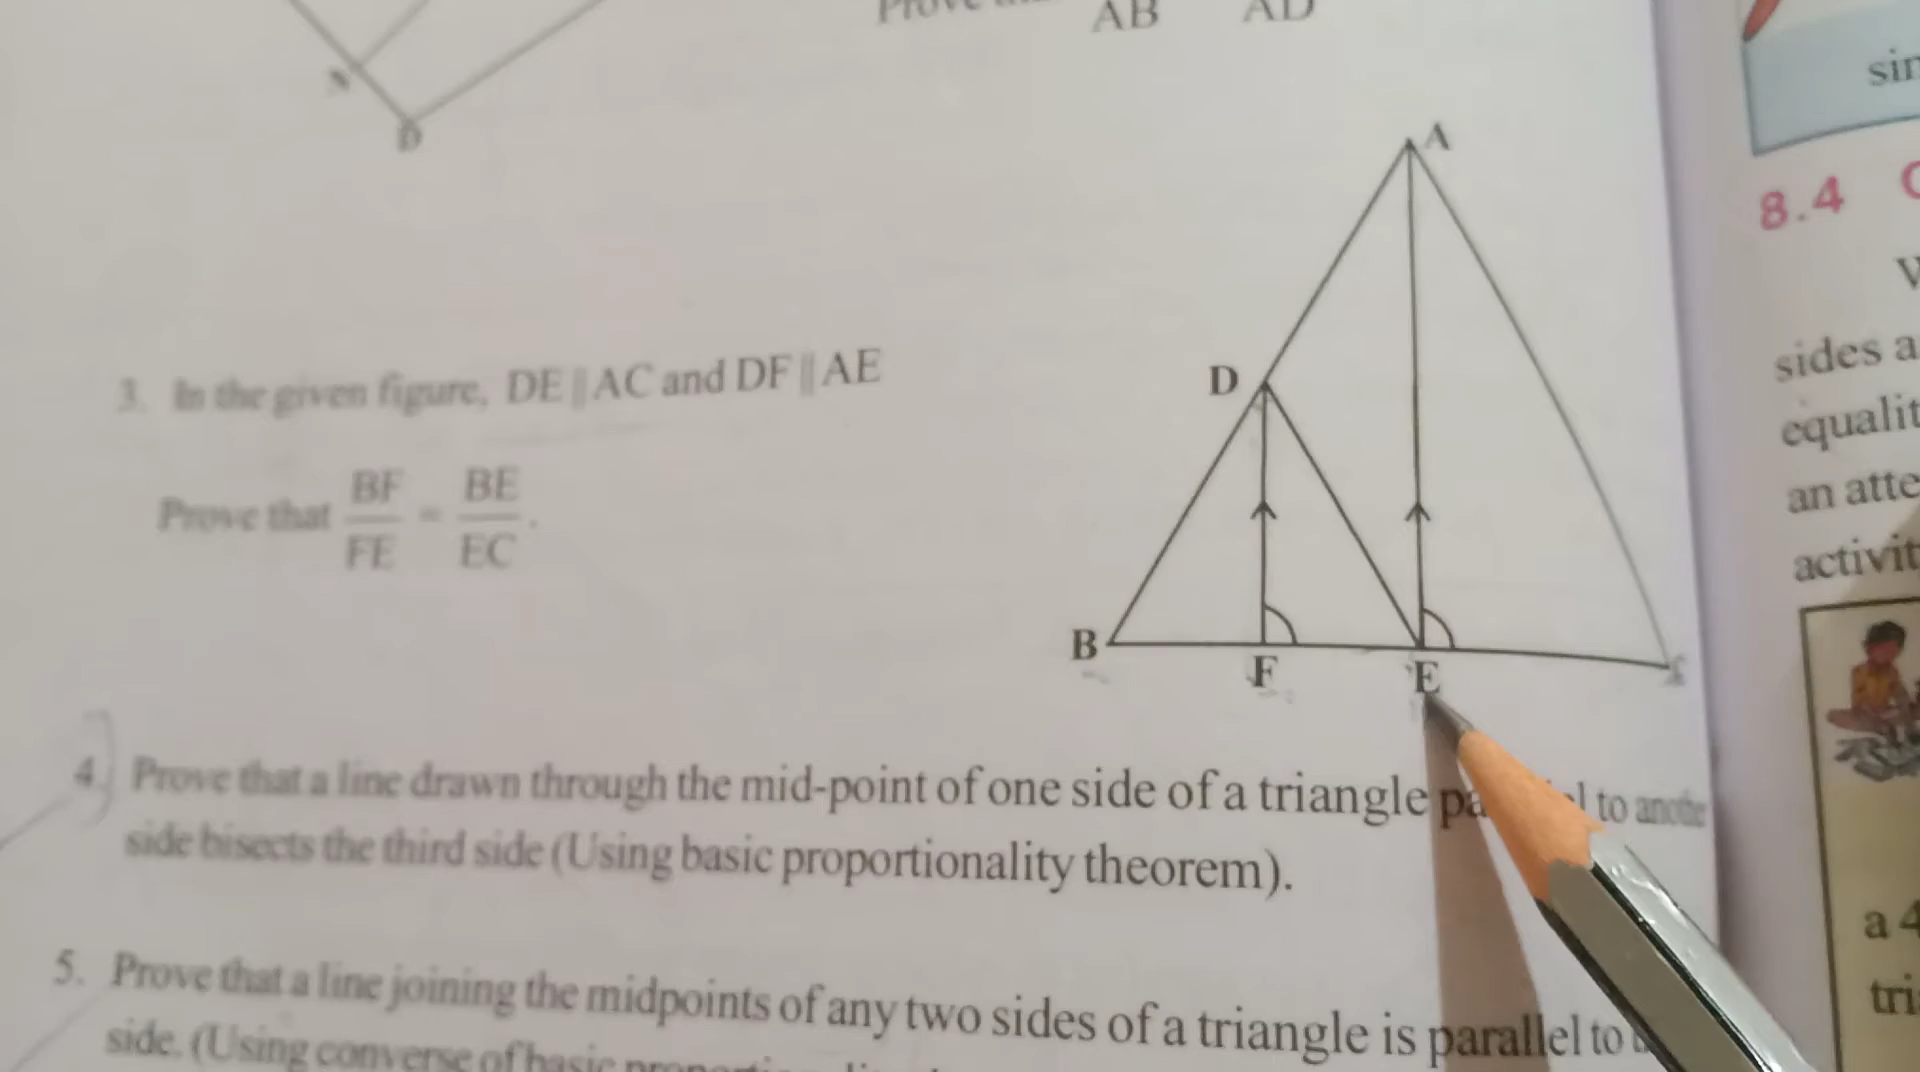 AB AD
N
D
A
3. In the given figure, DE || AC and DF || AE
D
Prove that BF/FE = BE/EC.
B F E C
4. Prove that a line drawn through the mid-point of one side of a triangle to another
side bisects the third side (Using basic proportionality theorem).
5. Prove that a line joining the midpoints of any two sides of a triangle is parallel to
side. (Using converse of basic
8.4
sides
equalit
an atte
activit
a 4
tri